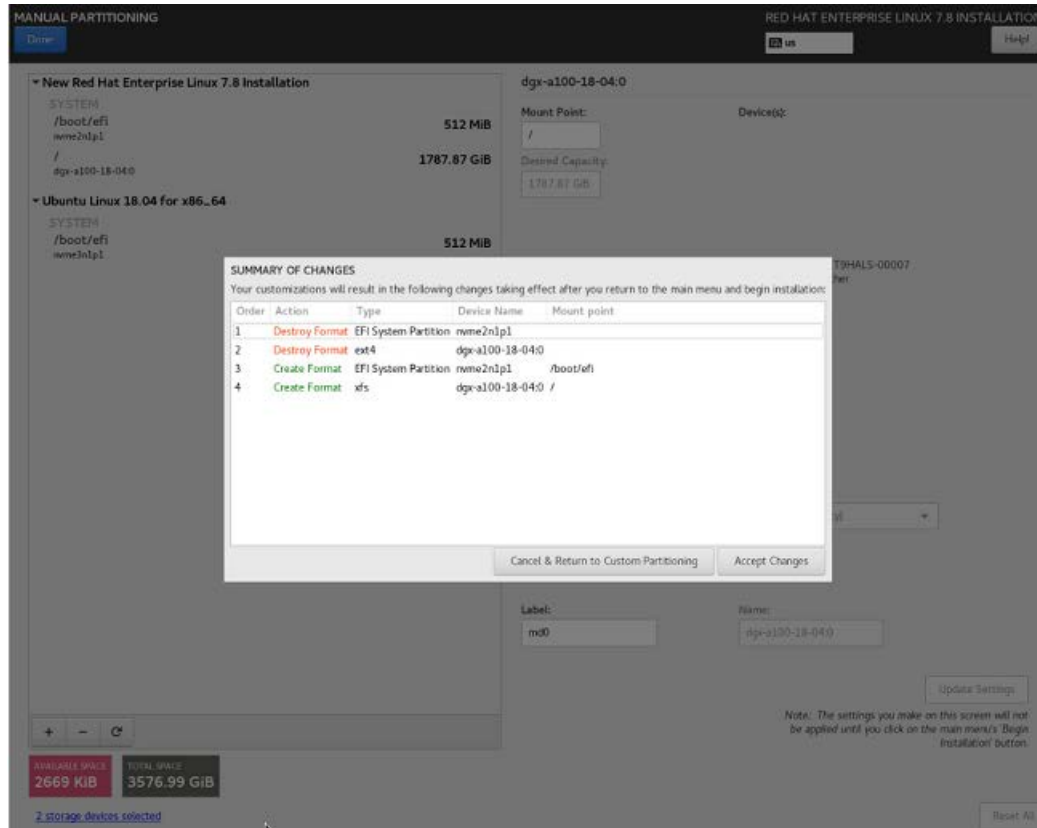 MANUAL PARTITIONING
RED HAT ENTERPRISE LINUX 7.8 INSTALLATION
Done
us
Help!
New Red Hat Enterprise Linux 7.8 Installation
SYSTEM
/boot/efi
512 MiB
nvme2n1p1
/
1787.87 GiB
dgx-a100-18-04:0
Ubuntu Linux 18.04 for x86_64
SYSTEM
/boot/efi
512 MiB
nvme3n1p1
dgx-a100-18-04:0
Mount Point:
Device(s):
/
Desired Capacity:
1787.87 GiB
T9HALS-00007
SUMMARY OF CHANGES
Your customizations will result in the following changes taking effect after you return to the main menu and begin installation:
Order Action Type Device Name Mount point
1 Destroy Format EFI System Partition nvme2n1p1
2 Destroy Format ext4 dgx-a100-18-04:0
3 Create Format EFI System Partition nvme2n1p1 /boot/efi
4 Create Format xfs dgx-a100-18-04:0 /
Cancel & Return to Custom Partitioning
Accept Changes
Label:
Name:
md0
dgx-a100-18-04:0
Update Settings
Note: The settings you make on this screen will not
be applied until you click on the main menu's 'Begin
Installation' button.
+ -
AVAILABLE SPACE
2669 KiB
TOTAL SPACE
3576.99 GiB
2 storage devices selected
Reset All